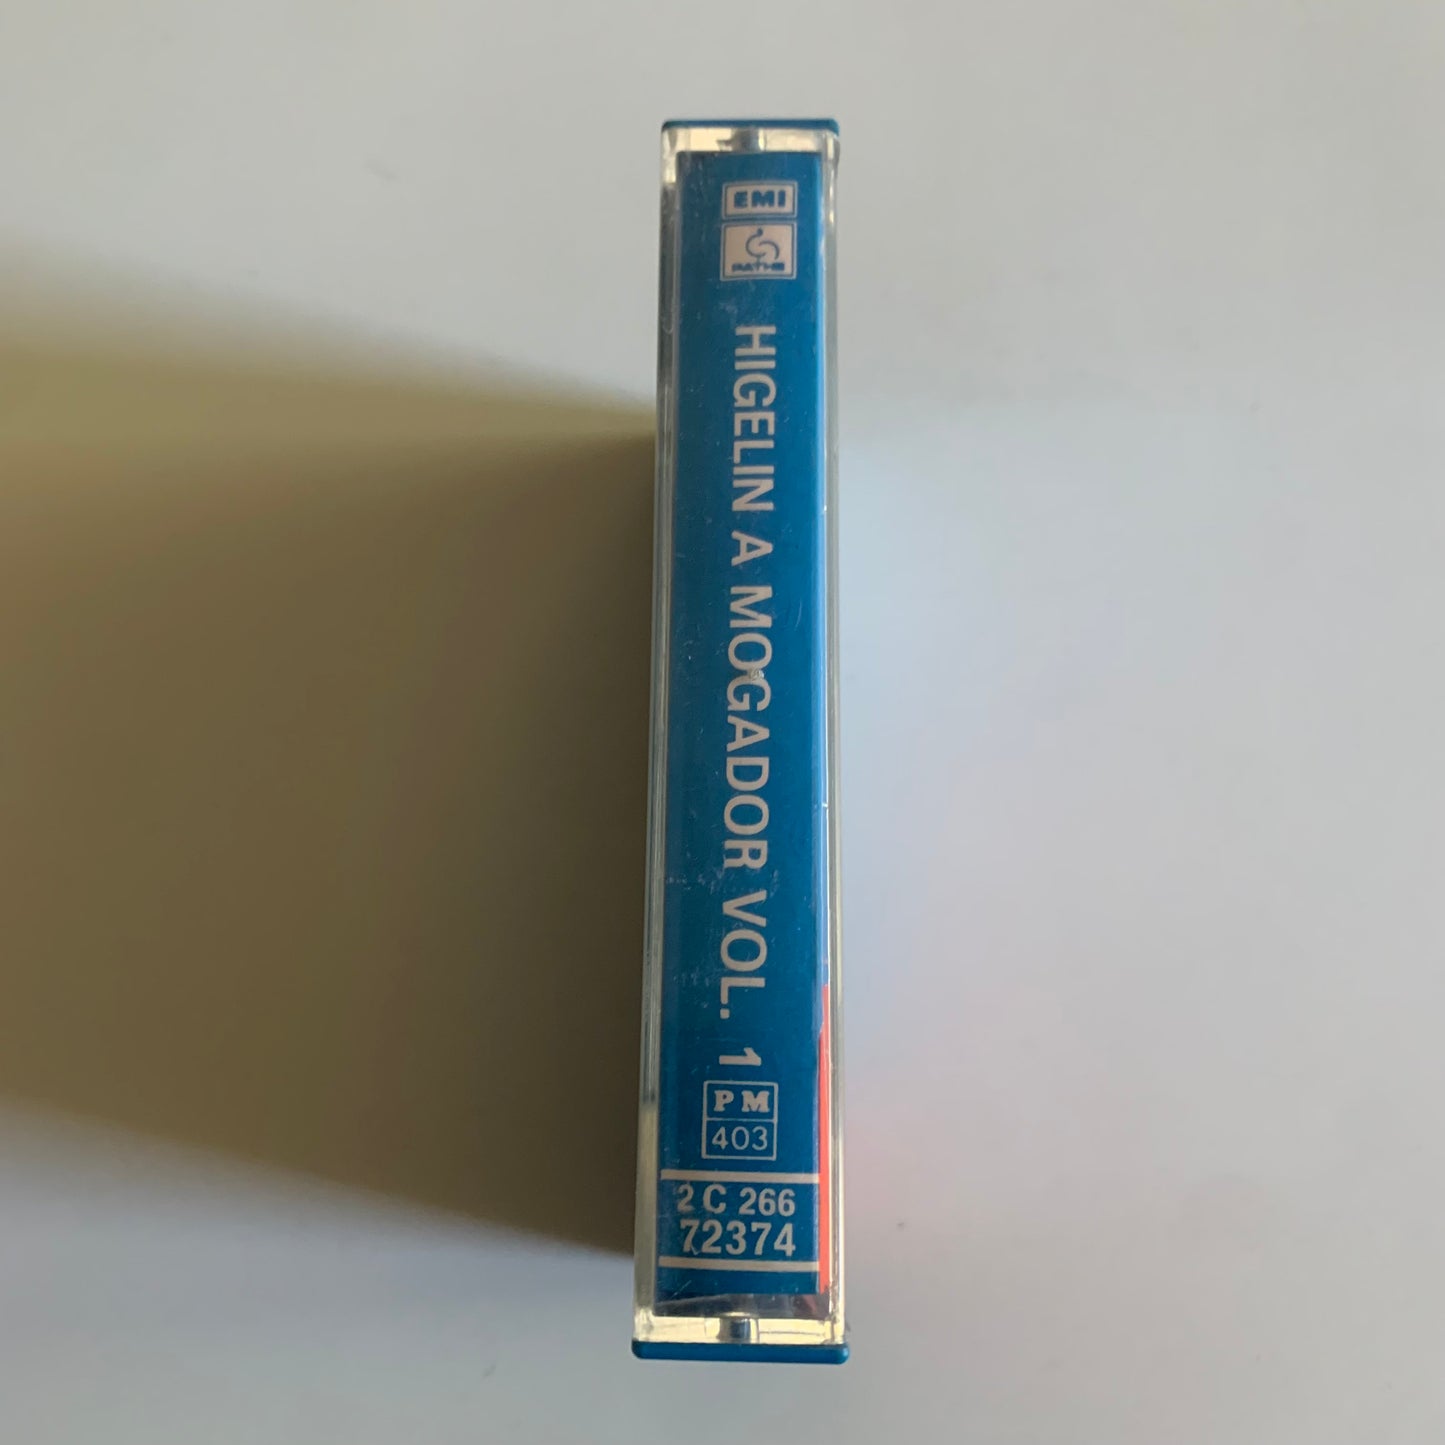 EMI
PATHE
HIGELIN A MOGADOR VOL. 1
PM
403
2 C 266
72374